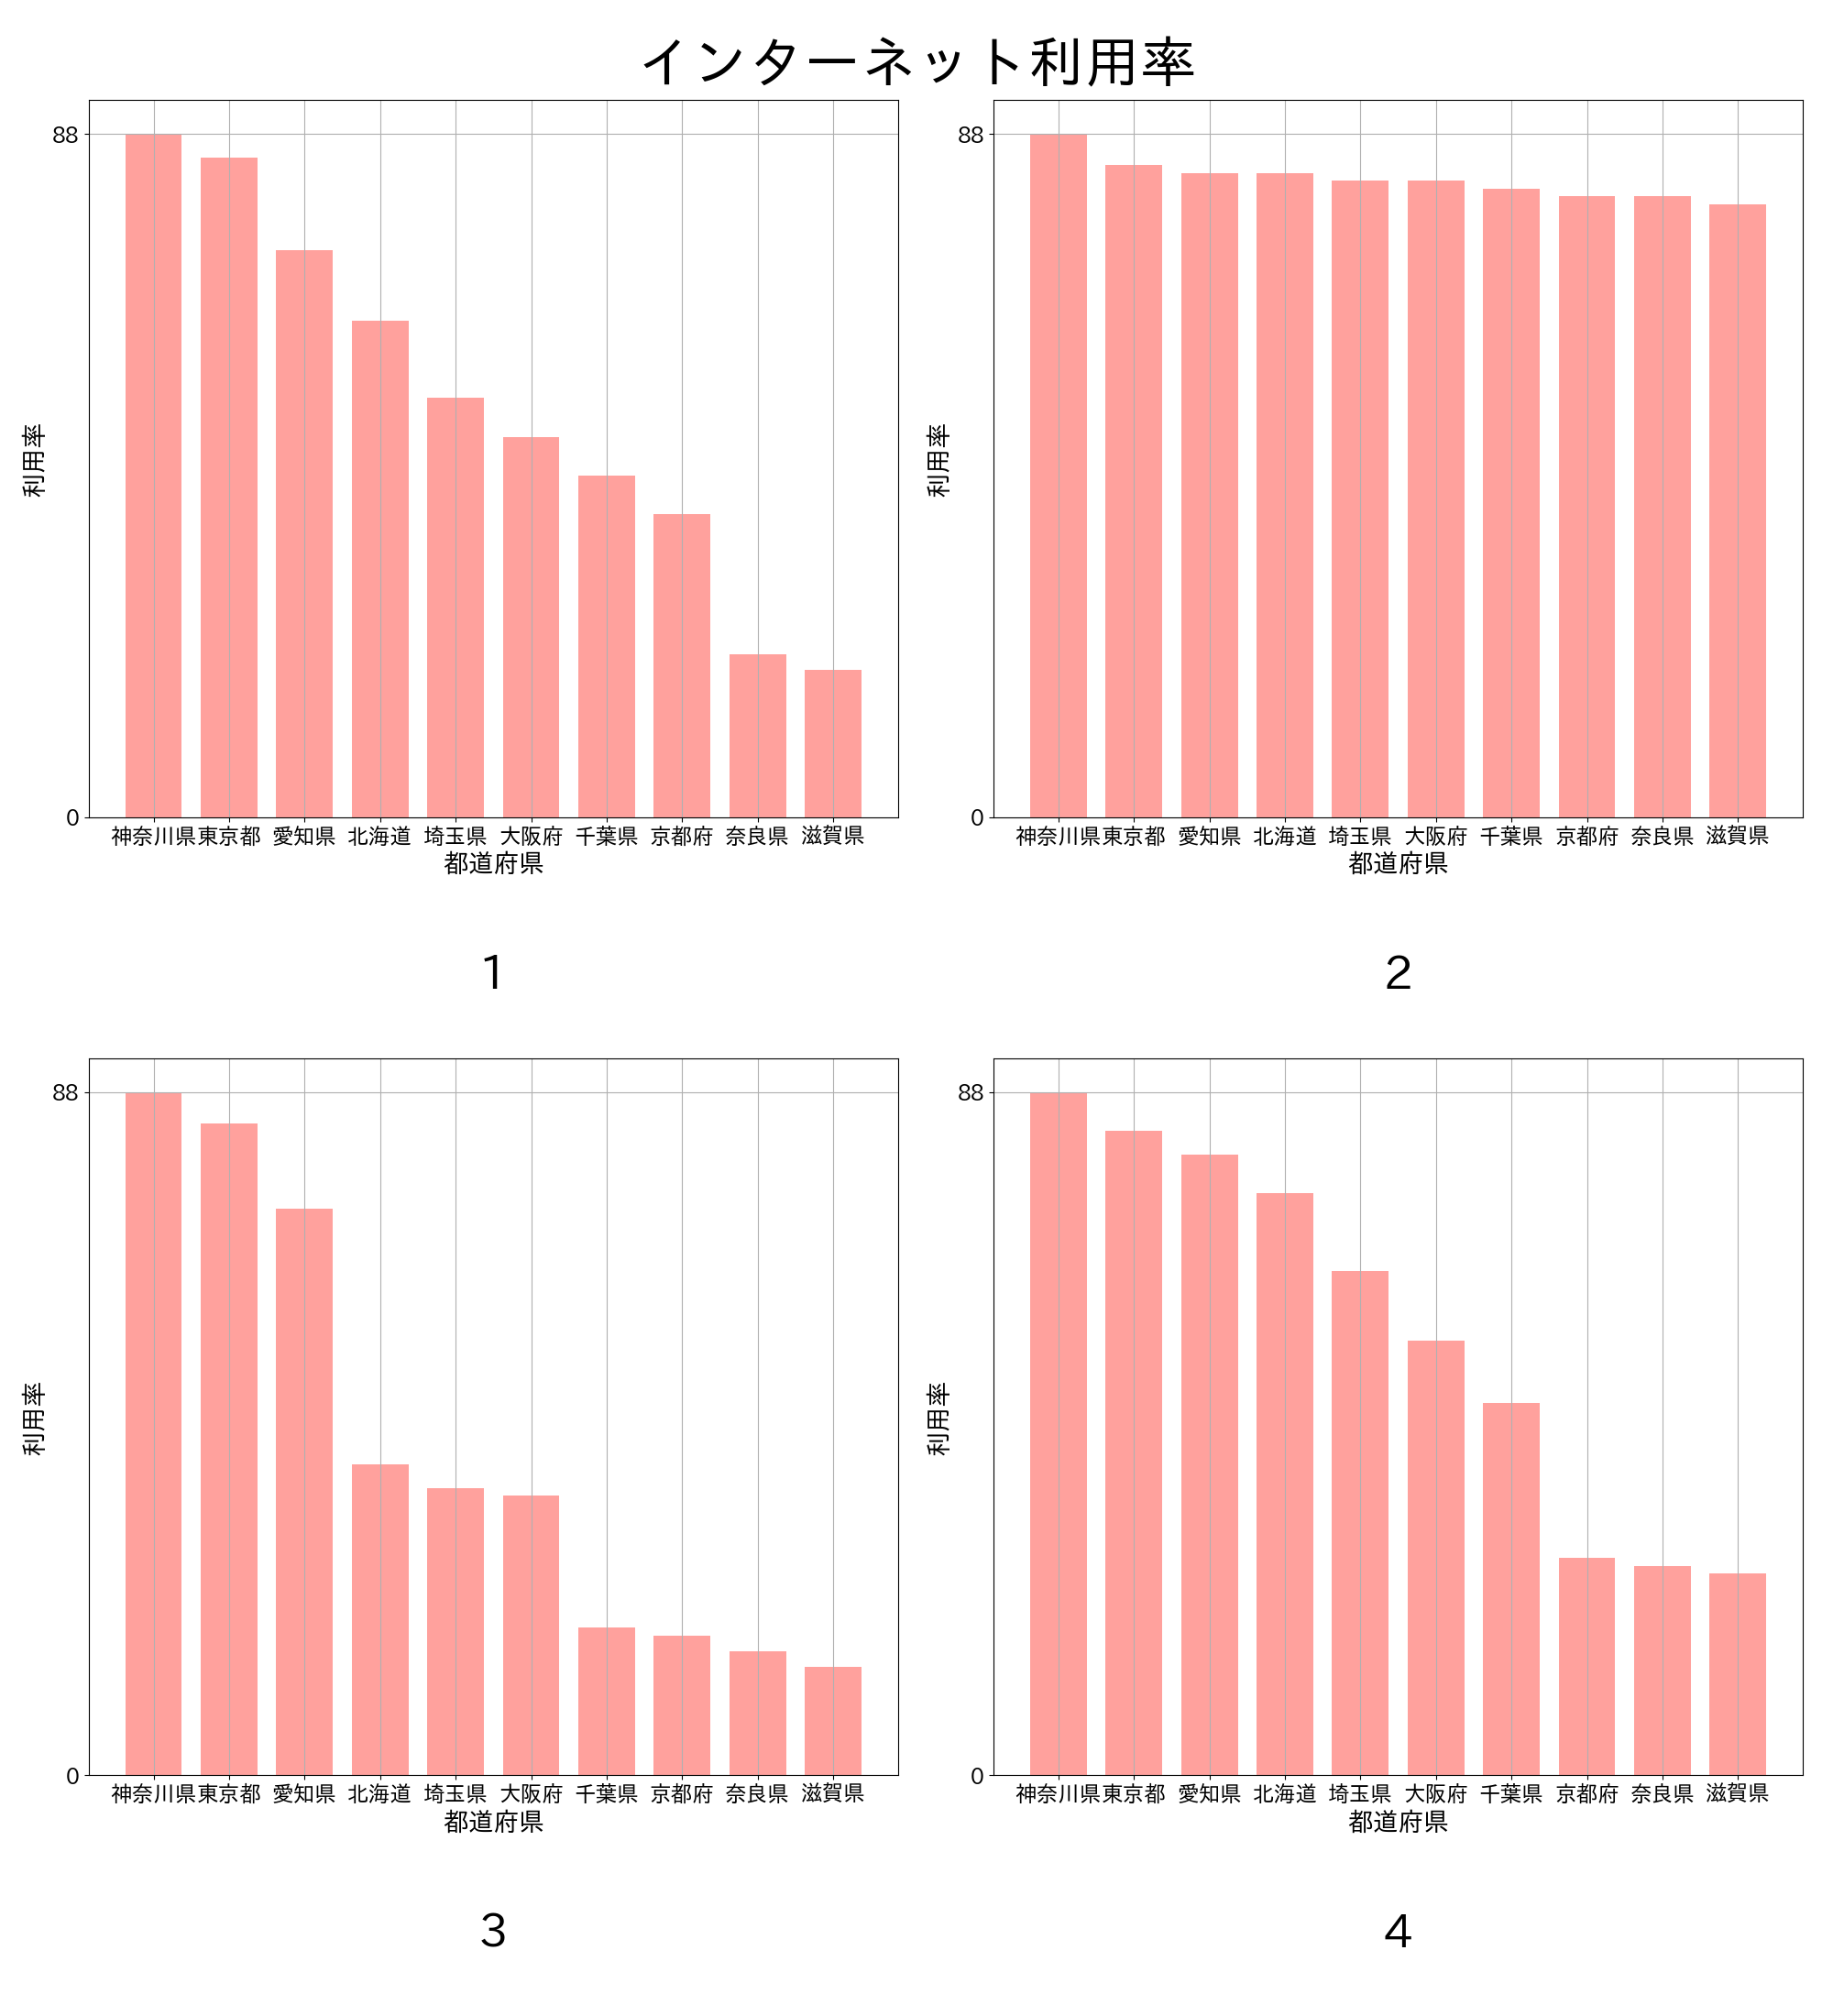 インターネット利用率
88
0
利用率
神奈川県 東京都 愛知県 北海道 埼玉県 大阪府 千葉県 京都府 奈良県 滋賀県
都道府県
1
88
0
利用率
神奈川県 東京都 愛知県 北海道 埼玉県 大阪府 千葉県 京都府 奈良県 滋賀県
都道府県
2
88
0
利用率
神奈川県 東京都 愛知県 北海道 埼玉県 大阪府 千葉県 京都府 奈良県 滋賀県
都道府県
3
88
0
利用率
神奈川県 東京都 愛知県 北海道 埼玉県 大阪府 千葉県 京都府 奈良県 滋賀県
都道府県
4